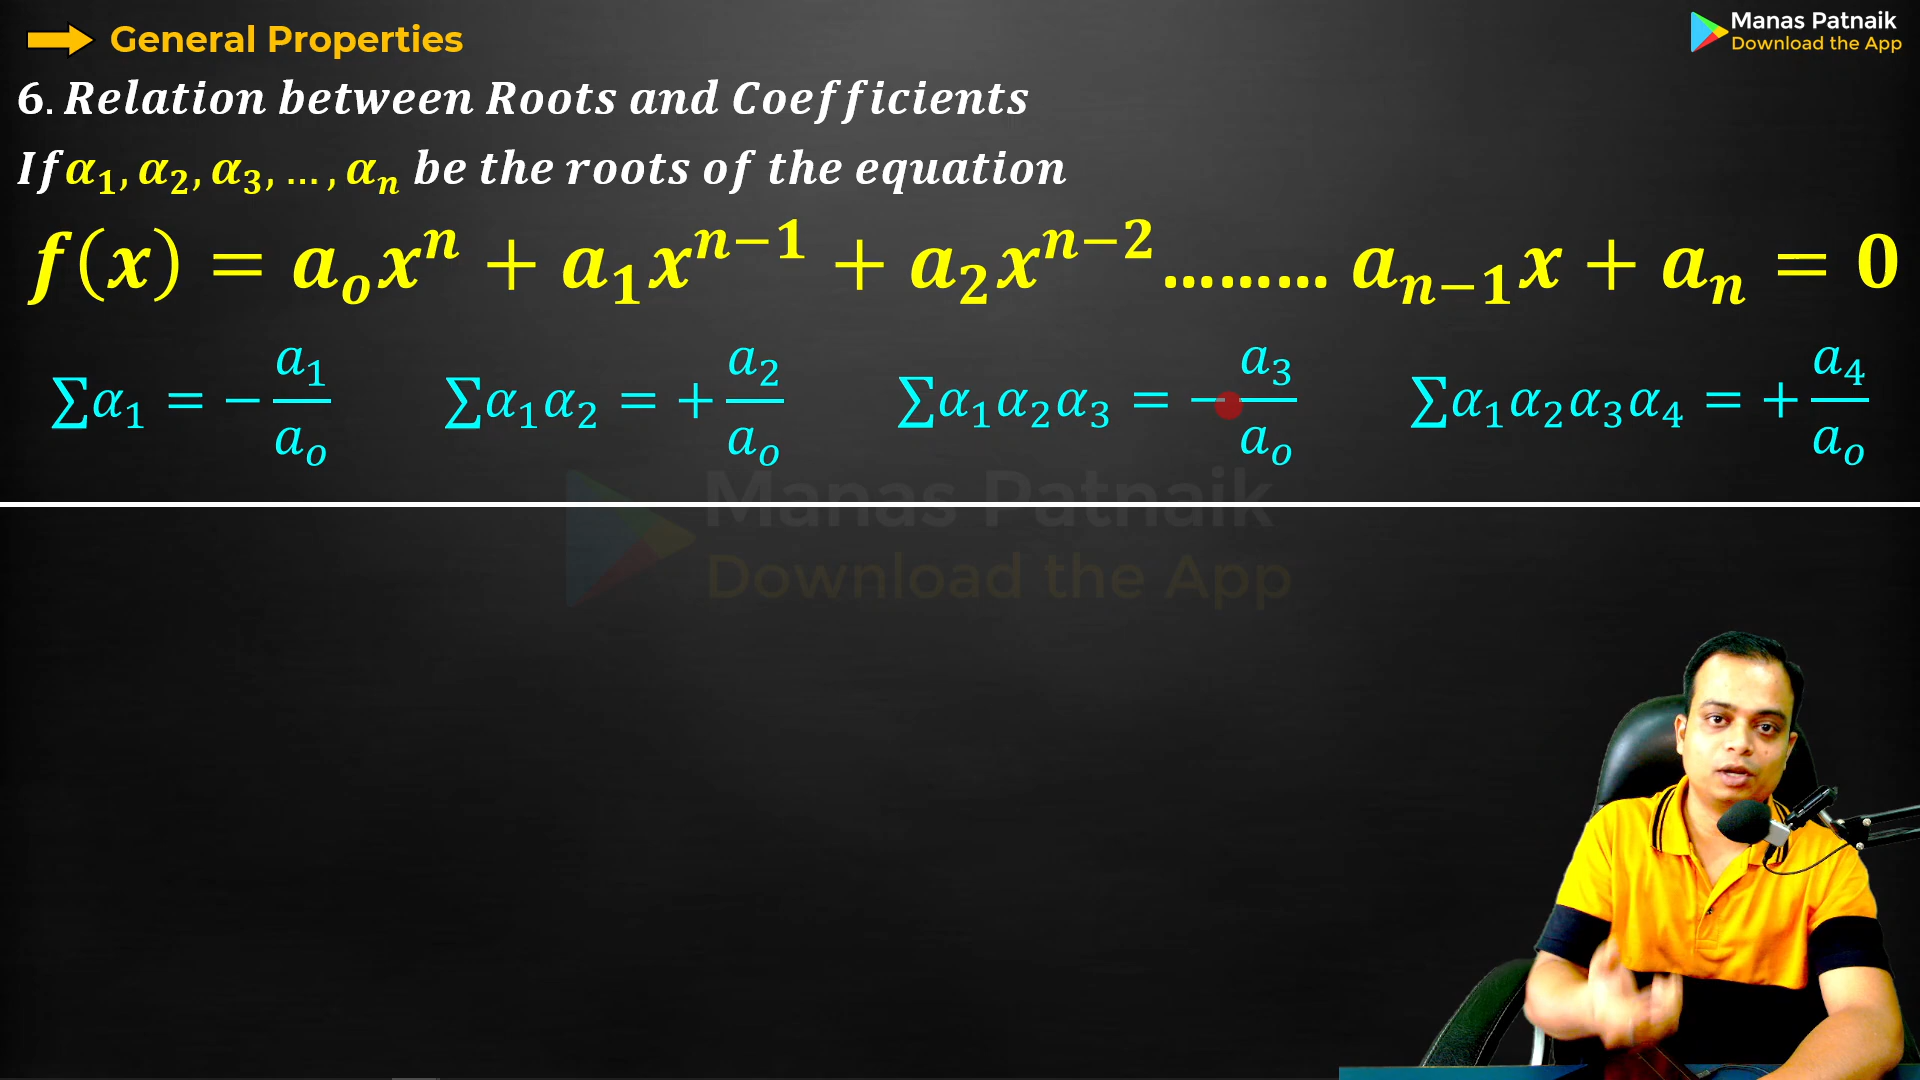 General Properties
Manas Patnaik
Download the App
6. Relation between Roots and Coefficients
If α₁, α₂, α₃, … , αₙ be the roots of the equation
f(x) = aₒxⁿ + a₁xⁿ⁻¹ + a₂xⁿ⁻² ......... aₙ₋₁x + aₙ = 0
∑α₁ = − a₁/aₒ   ∑α₁α₂ = + a₂/aₒ   ∑α₁α₂α₃ = − a₃/aₒ   ∑α₁α₂α₃α₄ = + a₄/aₒ
Manas Patnaik
Download the App